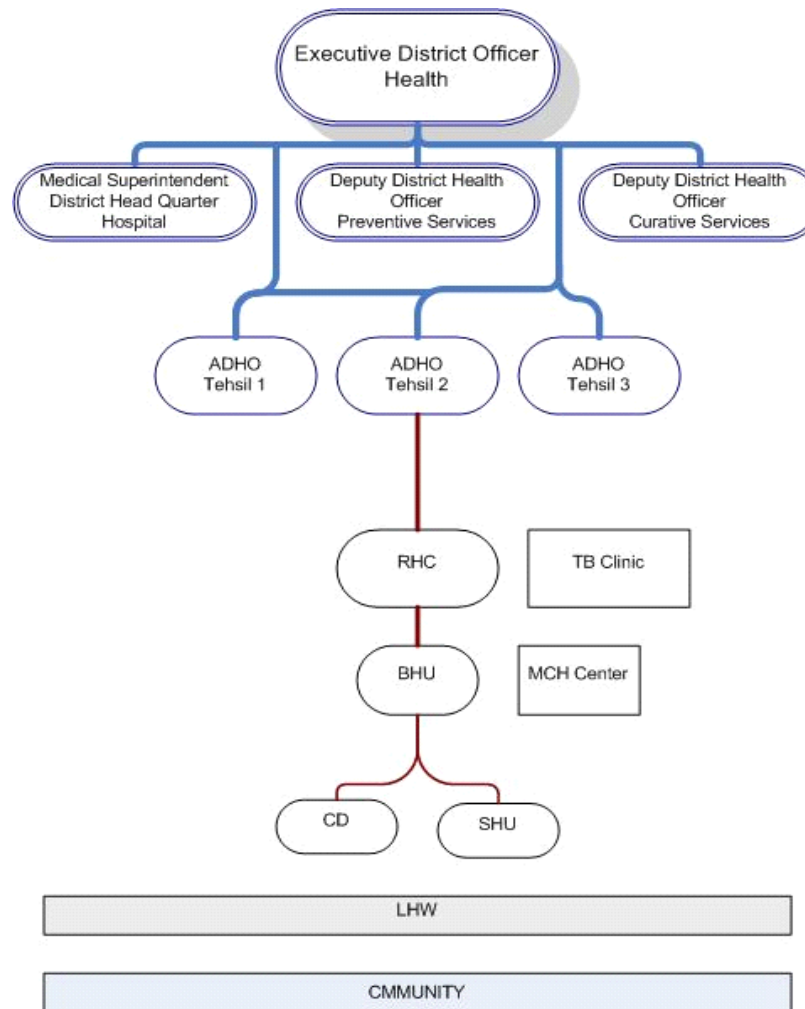 Executive District Officer
Health
Medical Superintendent
District Head Quarter
Hospital
Deputy District Health
Officer
Preventive Services
Deputy District Health
Officer
Curative Services
ADHO
Tehsil 1
ADHO
Tehsil 2
ADHO
Tehsil 3
RHC
TB Clinic
BHU
MCH Center
CD
SHU
LHW
CMMUNITY